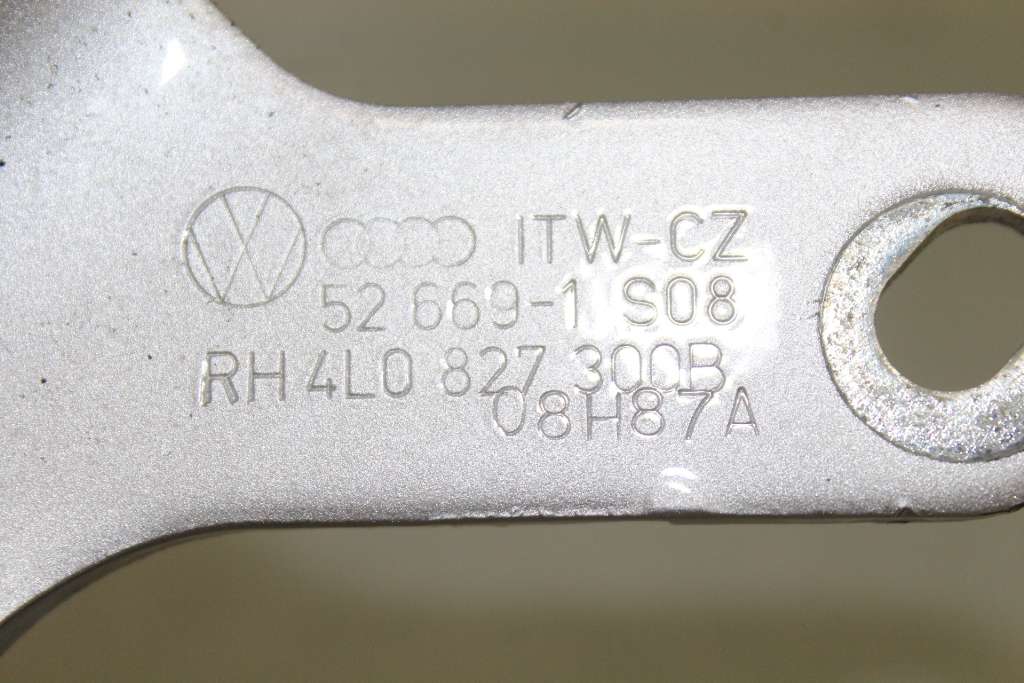 ITW-CZ
52 669-1 S08
RH 4L0 827 300B
08H87A